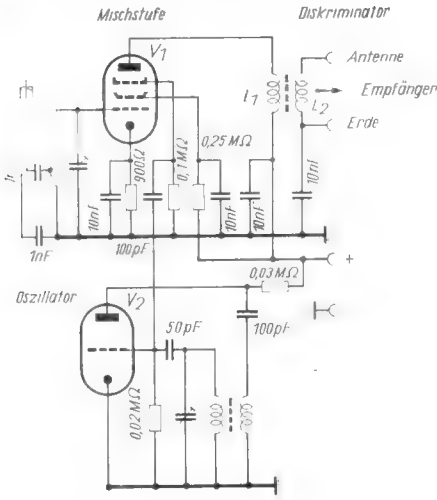 Mischstufe
Diskriminator
V1
Antenne
Empfänger
Erde
L1
L2
900Ω
0,1MΩ
0,25MΩ
10nF
10nF
10nF
10nF
1nF
100pF
+
0,03MΩ
Oszillator
V2
50pF
100pF
0,02MΩ